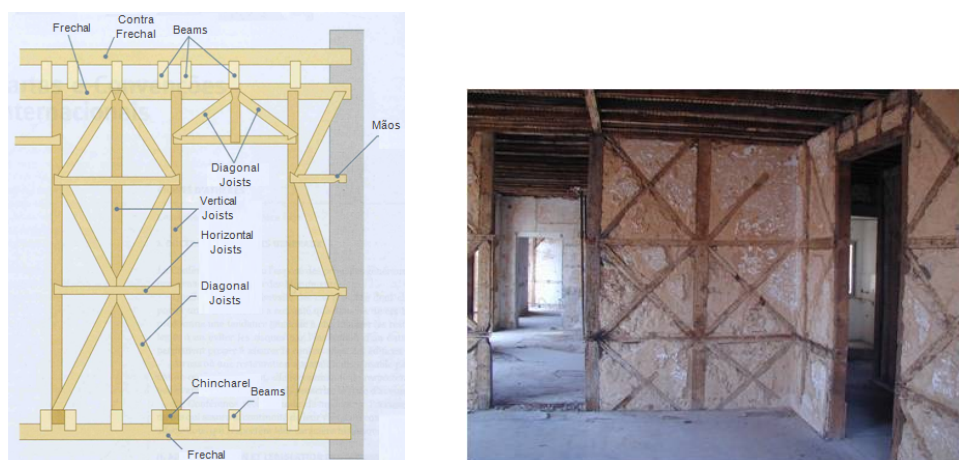 Contra
Frechal
Frechal
Beams
Mãos
Diagonal
Joists
Vertical
Joists
Horizontal
Joists
Diagonal
Joists
Chincharel
Beams
Frechal